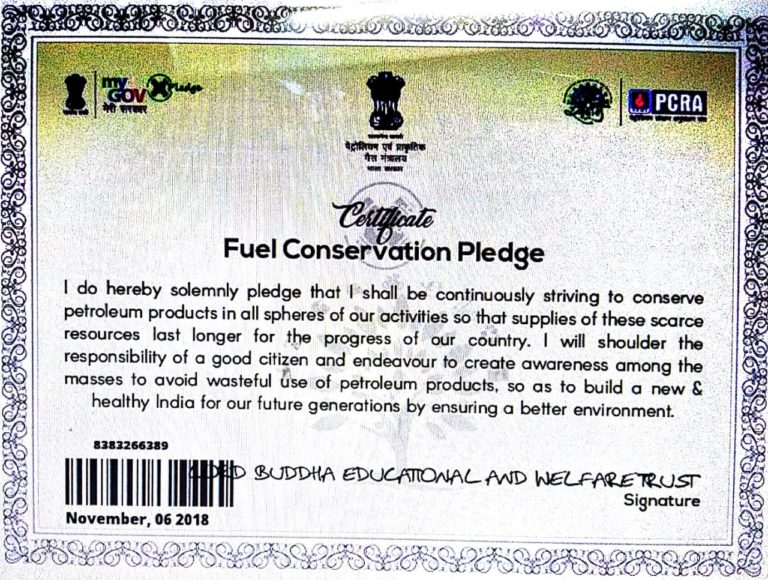 my GOV Pledge
मेरी सरकार
PCRA
पेट्रोलियम एवं प्राकृतिक
गैस मंत्रालय
भारत सरकार
Certificate
Fuel Conservation Pledge
I do hereby solemnly pledge that I shall be continuously striving to conserve
petroleum products in all spheres of our activities so that supplies of these scarce
resources last longer for the progress of our country. I will shoulder the
responsibility of a good citizen and endeavour to create awareness among the
masses to avoid wasteful use of petroleum products, so as to build a new &
healthy India for our future generations by ensuring a better environment.
8383266389
LORD BUDDHA EDUCATIONAL AND WELFARE TRUST
Signature
November, 06 2018